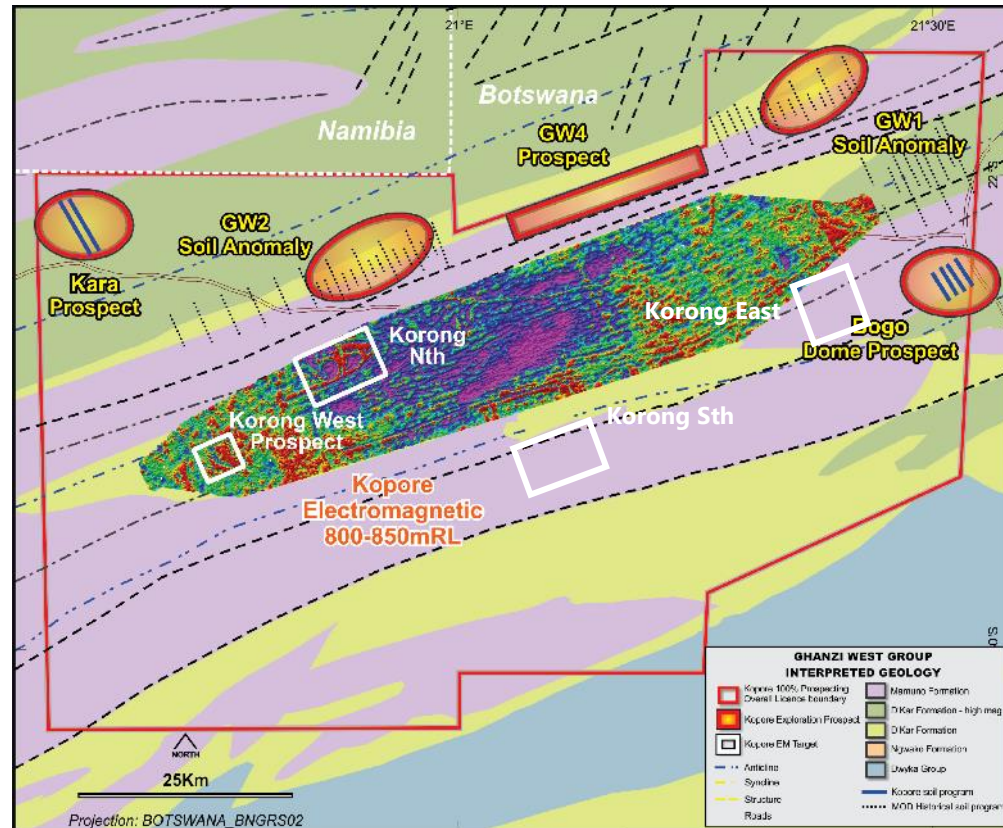 21°E
21°30'E
Botswana
Namibia
GW4
Prospect
GW1
Soil Anomaly
22°S
GW2
Soil Anomaly
Kara
Prospect
Korong East
Bogo
Dome Prospect
Korong
Nth
Korong West
Prospect
Korong Sth
Kopore
Electromagnetic
800-850mRL
NORTH
25Km
Projection: BOTSWANA_BNGRS02
GHANZI WEST GROUP
INTERPRETED GEOLOGY
Kopore 100% Prospecting
Overall Licence boundary
Kopore Exploration Prospect
Kopore EM Target
Anticline
Syncline
Structure
Roads
Mamuno Formation
D'Kar Formation - high mag
D'Kar Formation
Ngwako Formation
Dwyka Group
Kopore soil program
MOD Historical soil program